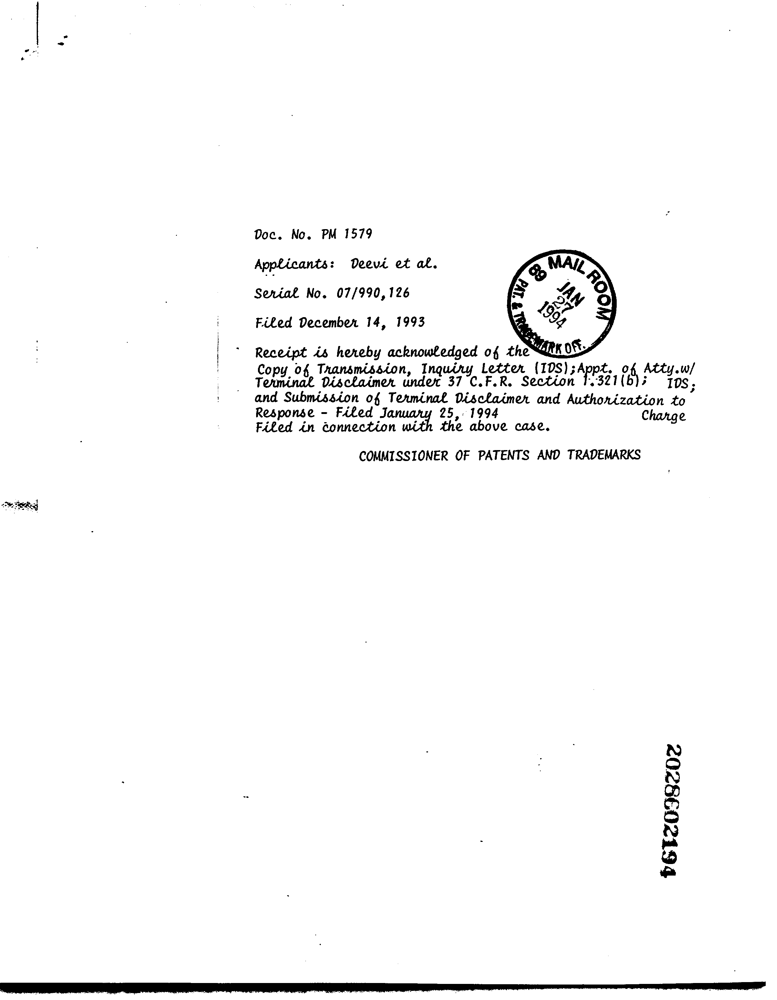 Doc. No. PM 1579
Applicants: Deevi et al.
Serial No. 07/990,126
Filed December 14, 1993
MAIL ROOM
89
JAN
27
1994
PAT. & TRADEMARK OFF.
Receipt is hereby acknowledged of the
Copy of Transmission, Inquiry Letter (IDS);Appt. of Atty.w/
Terminal Disclaimer under 37 C.F.R. Section 1.321(b); IDS;
and Submission of Terminal Disclaimer and Authorization to
Response - Filed January 25, 1994 Charge
Filed in connection with the above case.
COMMISSIONER OF PATENTS AND TRADEMARKS
2028602194